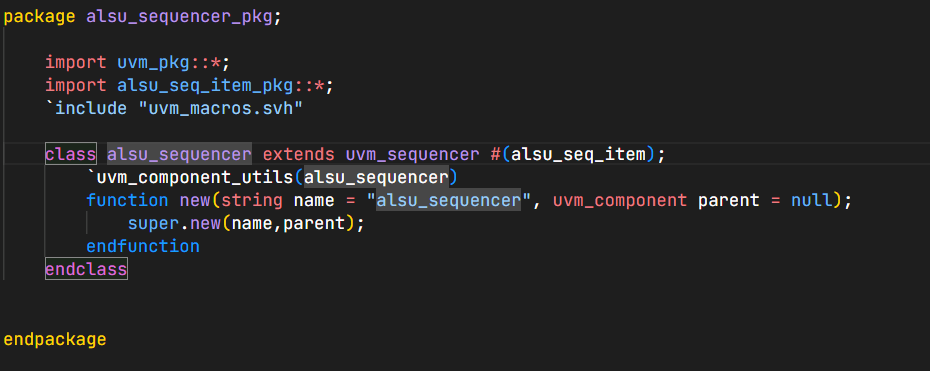 package alsu_sequencer_pkg;
import uvm_pkg::*;
import alsu_seq_item_pkg::*;
`include "uvm_macros.svh"
class alsu_sequencer extends uvm_sequencer #(alsu_seq_item);
`uvm_component_utils(alsu_sequencer)
function new(string name = "alsu_sequencer", uvm_component parent = null);
super.new(name,parent);
endfunction
endclass
endpackage